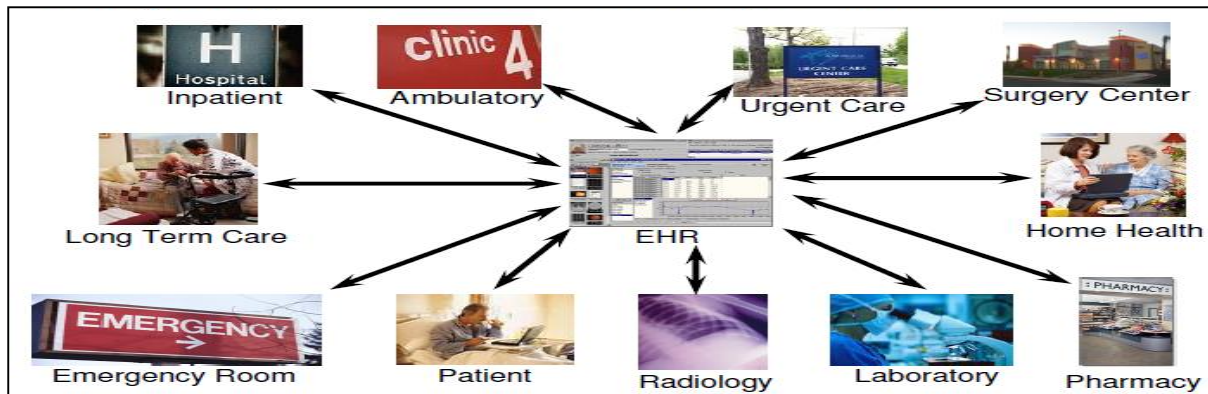 H
Hospital
Inpatient
clinic
4
Ambulatory
URGENT CARE
CENTER
Urgent Care
Surgery Center
Long Term Care
EHR
Home Health
EMERGENCY
→
Emergency Room
Patient
Radiology
Laboratory
PHARMACY
Pharmacy